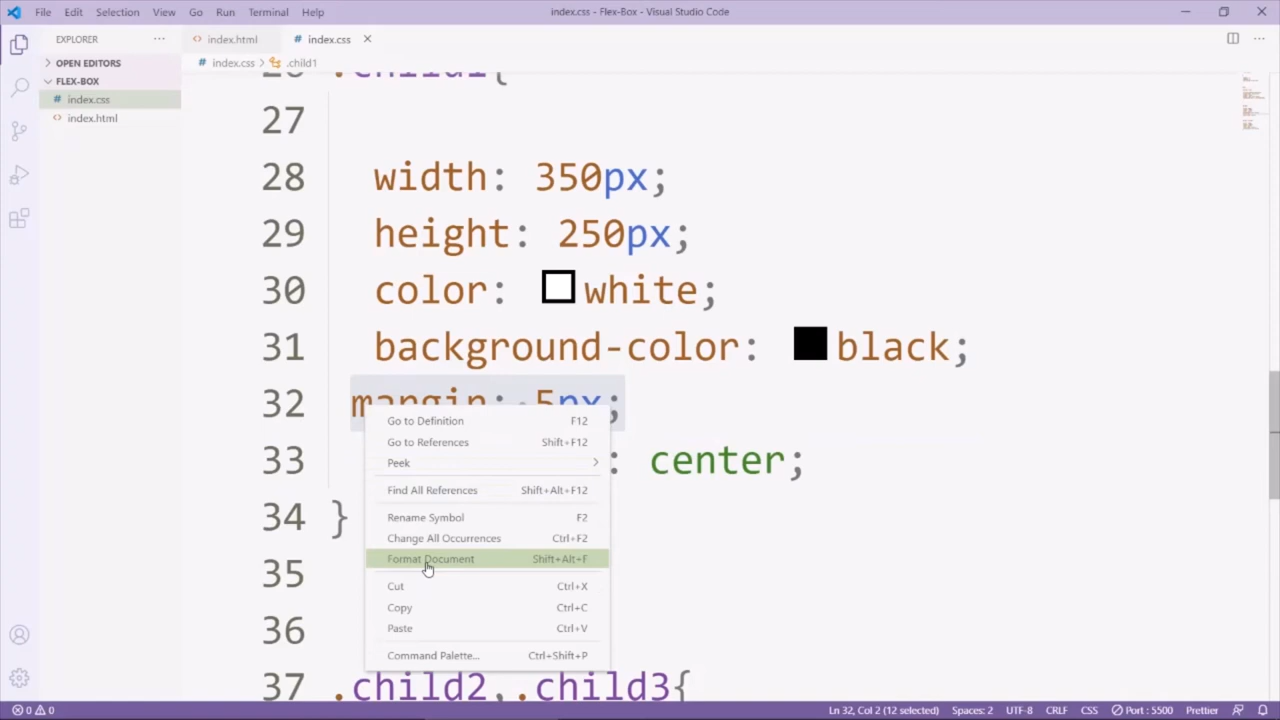 File Edit Selection View Go Run Terminal Help
index.css - Flex-Box - Visual Studio Code
EXPLORER
OPEN EDITORS
FLEX-BOX
# index.css
<> index.html
<> index.html
# index.css
# index.css > .child1
26 .child1{
27
28 width: 350px;
29 height: 250px;
30 color: white;
31 background-color: black;
32 margin: 5px;
33 : center;
34 }
35
36
37 .child2,.child3{
Go to Definition F12
Go to References Shift+F12
Peek >
Find All References Shift+Alt+F12
Rename Symbol F2
Change All Occurrences Ctrl+F2
Format Document Shift+Alt+F
Cut Ctrl+X
Copy Ctrl+C
Paste Ctrl+V
Command Palette... Ctrl+Shift+P
0 0
Ln 32, Col 2 (12 selected) Spaces: 2 UTF-8 CRLF CSS Port : 5500 Prettier